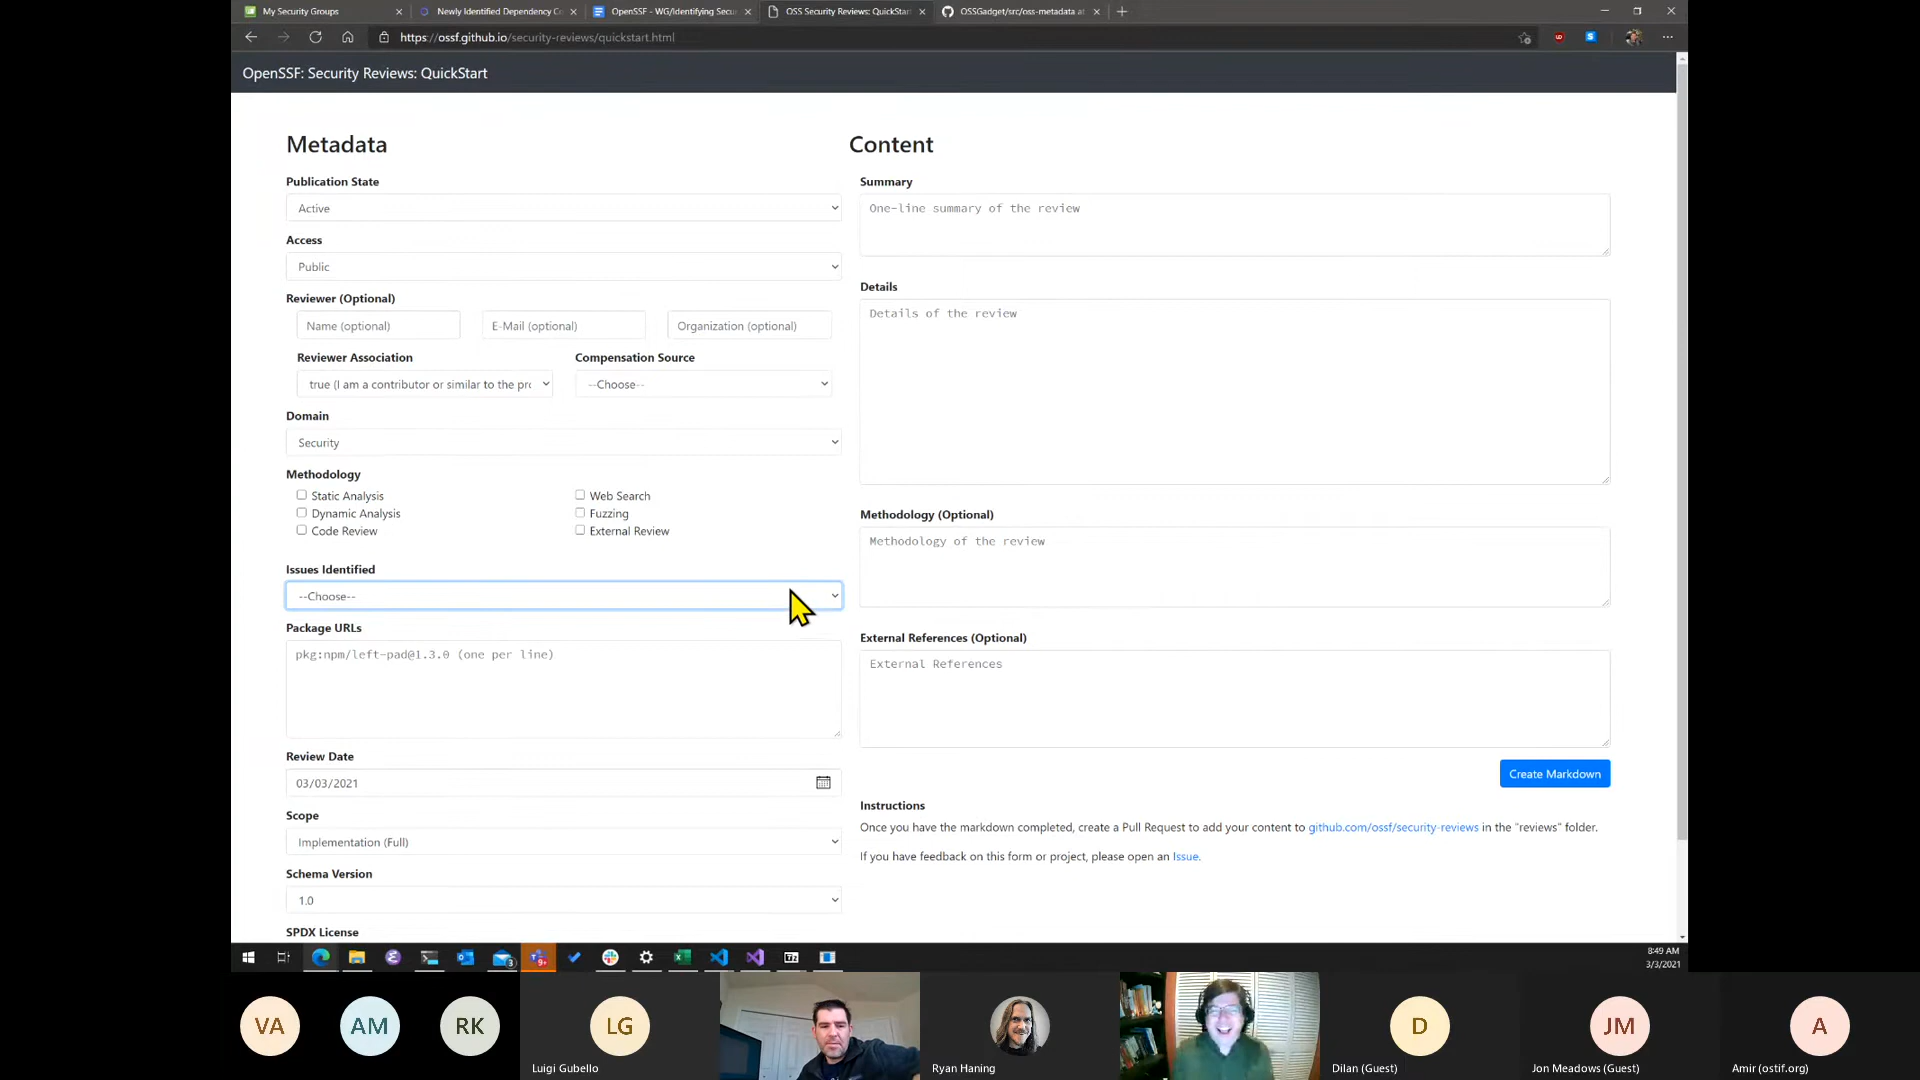 My Security Groups
Newly Identified Dependency Co
OpenSSF - WG/Identifying Secu
OSS Security Reviews: QuickStart
OSSGadget/src/oss-metadata at
https://ossf.github.io/security-reviews/quickstart.html
OpenSSF: Security Reviews: QuickStart
Metadata
Publication State
Active
Access
Public
Reviewer (Optional)
Name (optional)
E-Mail (optional)
Organization (optional)
Reviewer Association
Compensation Source
true (I am a contributor or similar to the pro
--Choose--
Domain
Security
Methodology
Static Analysis
Web Search
Dynamic Analysis
Fuzzing
Code Review
External Review
Issues Identified
--Choose--
Package URLs
pkg:npm/left-pad@1.3.0 (one per line)
Review Date
03/03/2021
Scope
Implementation (Full)
Schema Version
1.0
SPDX License
Content
Summary
One-line summary of the review
Details
Details of the review
Methodology (Optional)
Methodology of the review
External References (Optional)
External References
Create Markdown
Instructions
Once you have the markdown completed, create a Pull Request to add your content to github.com/ossf/security-reviews in the "reviews" folder.
If you have feedback on this form or project, please open an Issue.
8:49 AM
3/3/2021
VA
AM
RK
LG
Luigi Gubello
Ryan Haning
D
Dilan (Guest)
JM
Jon Meadows (Guest)
A
Amir (ostif.org)